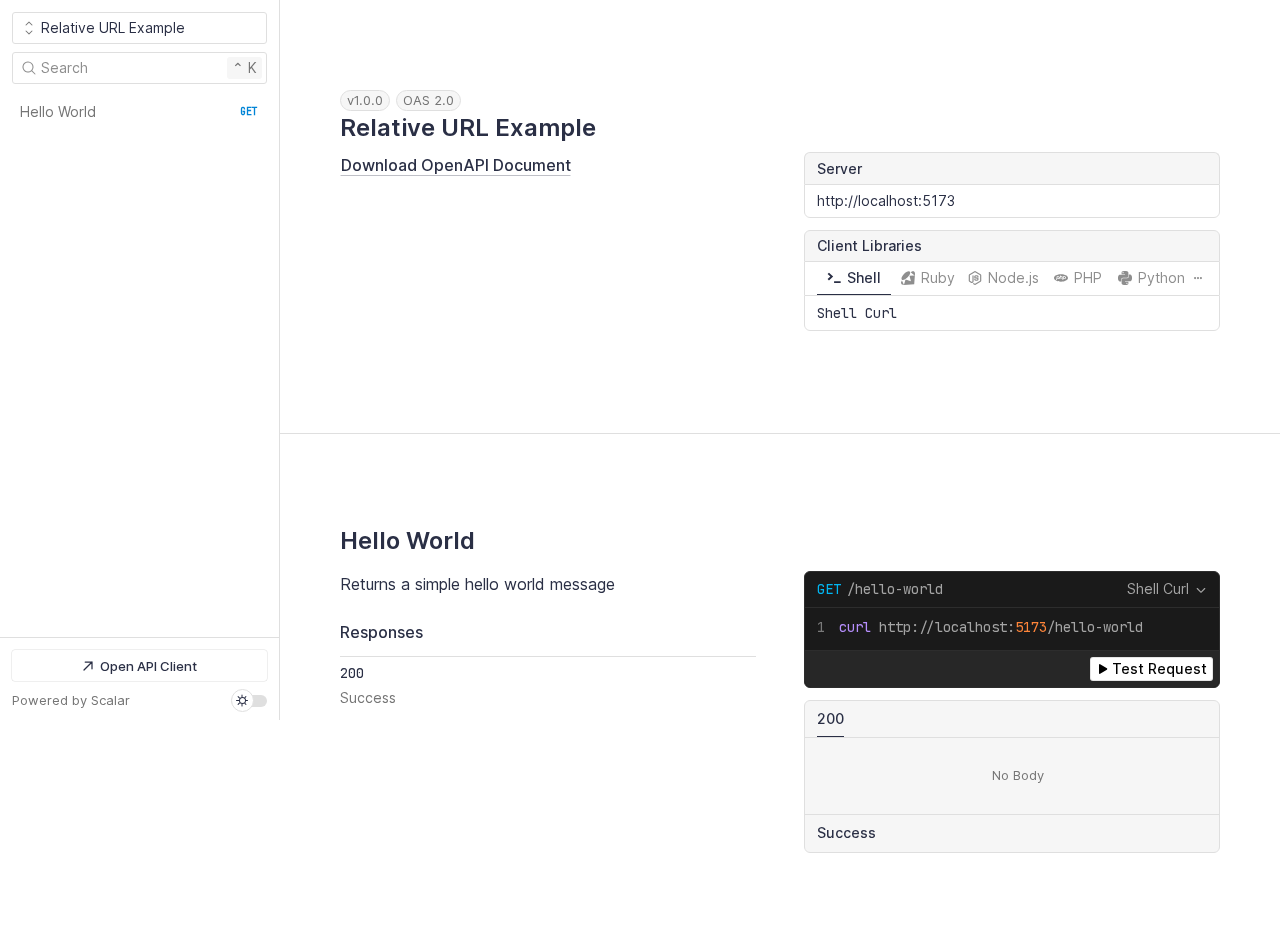 Relative URL Example
Search
⌃ K
Hello World GET
Open API Client
Powered by Scalar
v1.0.0 OAS 2.0
Relative URL Example
Download OpenAPI Document
Server
http://localhost:5173
Client Libraries
Shell Ruby Node.js PHP Python
Shell Curl
Hello World
Returns a simple hello world message
Responses
200
Success
GET /hello-world Shell Curl
1 curl http://localhost:5173/hello-world
Test Request
200
No Body
Success